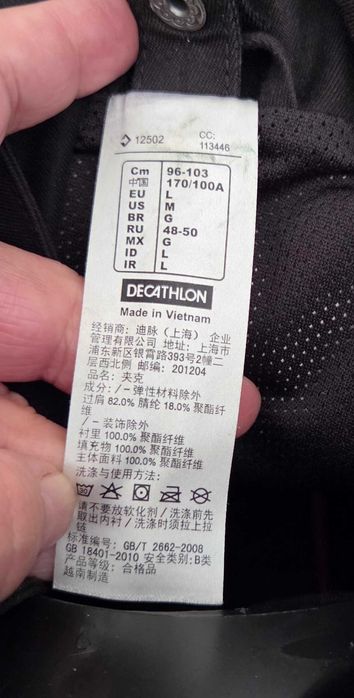 12502 CC: 113446
Cm 96-103
中国 170/100A
EU L
US M
BR G
RU 48-50
MX G
ID L
IR L
DECATHLON
Made in Vietnam
经销商：迪脉（上海）企业
管理有限公司 地址：上海市
浦东新区银霄路393号2幢二
层西北侧 邮编：201204
品名：夹克
成分：/－弹性材料除外
过肩 82.0% 腈纶 18.0% 聚酯纤
维
/－装饰除外
衬里 100.0% 聚酯纤维
填充物 100.0% 聚酯纤维
主体面料 100.0% 聚酯纤维
洗涤与使用方法：
请不要放软化剂 / 洗涤前先
取出内衬 / 洗涤时须拉上拉
链
标准编号：GB/T 2662-2008
GB 18401-2010 安全类别:B类
产品等级：合格品
越南制造